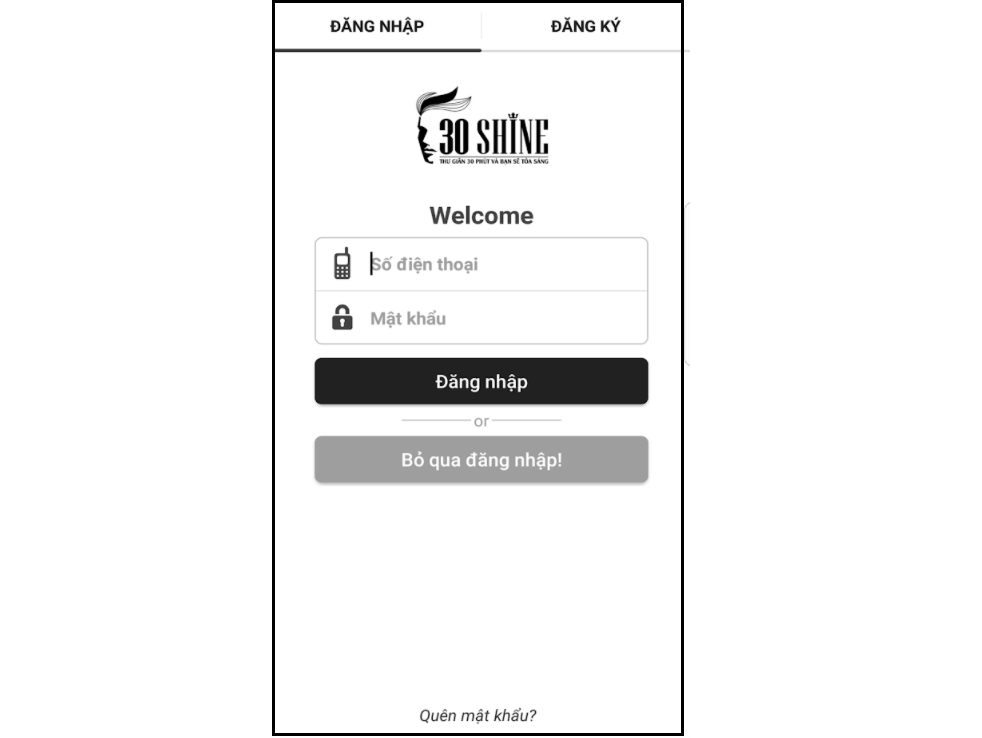 ĐĂNG NHẬP
ĐĂNG KÝ
30 SHINE
THƯ GIÃN 30 PHÚT VÀ BẠN SẼ TỎA SÁNG
Welcome
Số điện thoại
Mật khẩu
Đăng nhập
or
Bỏ qua đăng nhập!
Quên mật khẩu?